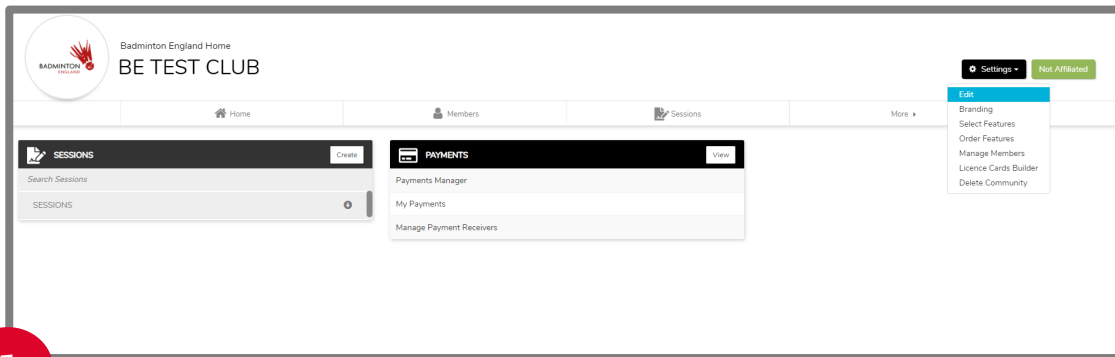 BADMINTON
ENGLAND
Badminton England Home
BE TEST CLUB
Settings
Not Affiliated
Edit
Branding
Select Features
Order Features
Manage Members
Licence Cards Builder
Delete Community
Home
Members
Sessions
More
SESSIONS
Create
Search Sessions
SESSIONS
PAYMENTS
View
Payments Manager
My Payments
Manage Payment Receivers